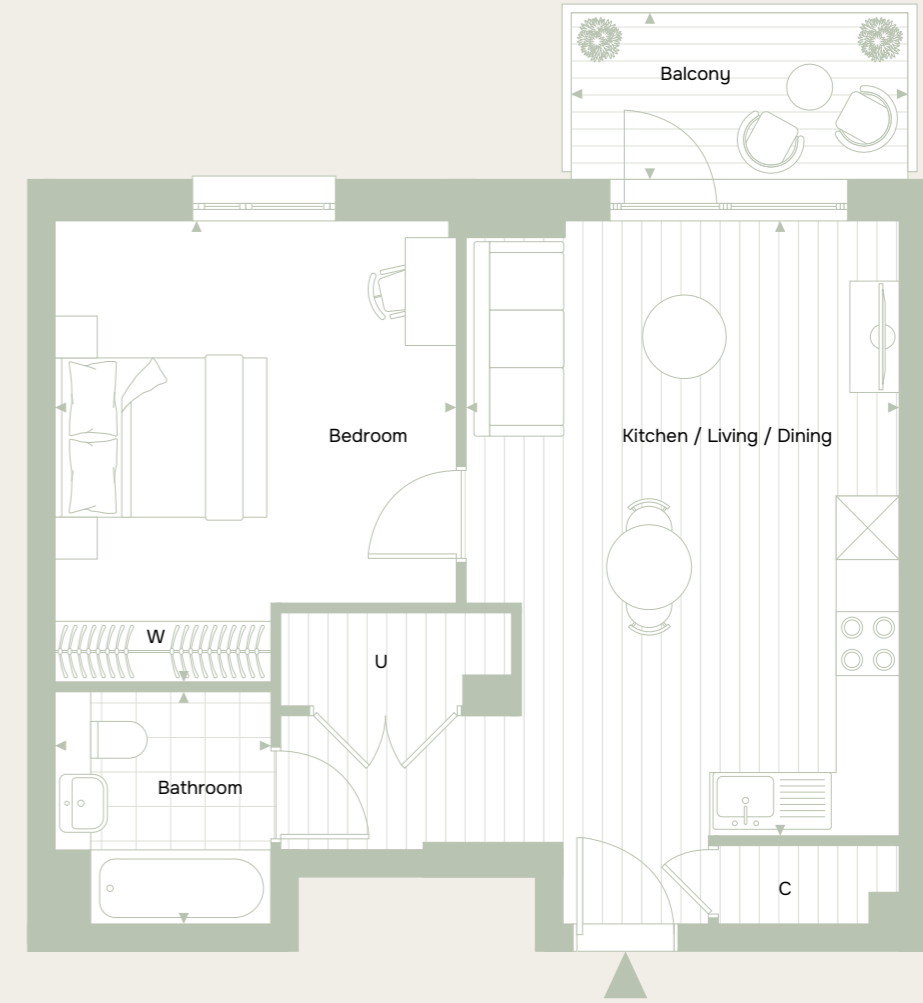 Balcony
Bedroom
Kitchen / Living / Dining
W
U
Bathroom
C